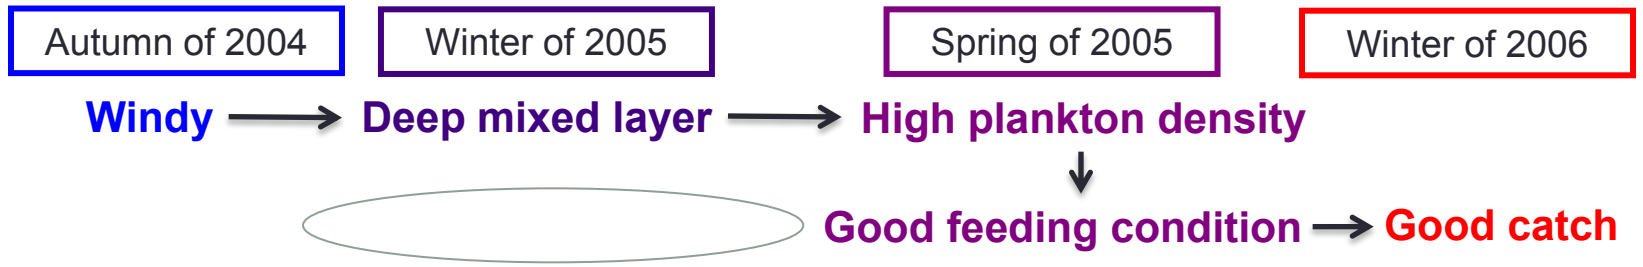 Autumn of 2004
Winter of 2005
Spring of 2005
Winter of 2006
Windy
Deep mixed layer
High plankton density
Good feeding condition
Good catch